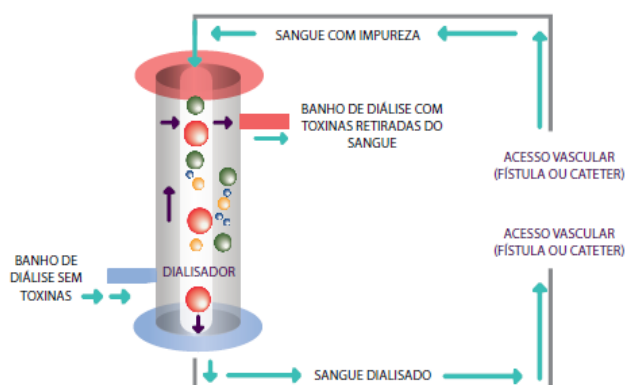 SANGUE COM IMPUREZA
BANHO DE DIÁLISE COM
TOXINAS RETIRADAS DO
SANGUE
ACESSO VASCULAR
(FÍSTULA OU CATETER)
ACESSO VASCULAR
(FÍSTULA OU CATETER)
BANHO DE
DIÁLISE SEM
TOXINAS
DIALISADOR
SANGUE DIALISADO